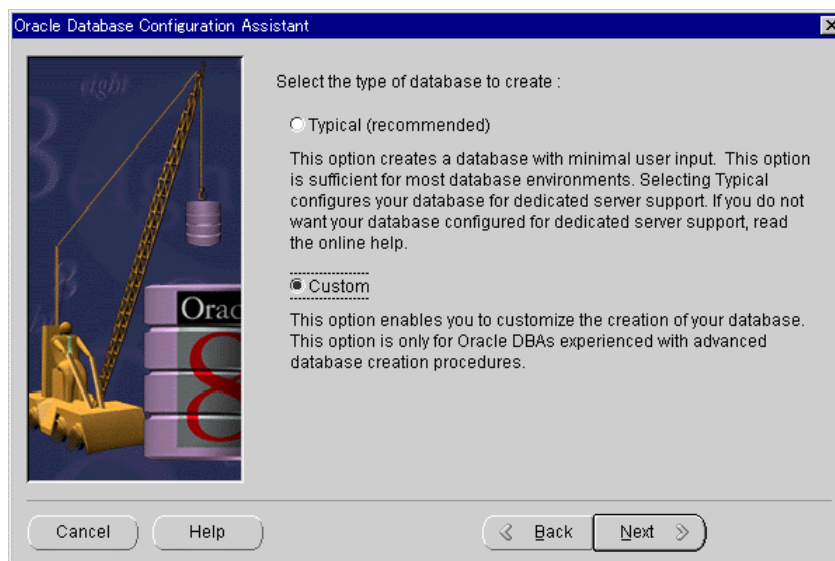 Oracle Database Configuration Assistant
eight
8
Select the type of database to create :
Typical (recommended)
This option creates a database with minimal user input. This option
is sufficient for most database environments. Selecting Typical
configures your database for dedicated server support. If you do not
want your database configured for dedicated server support, read
the online help.
8
Custom
Orac
8
This option enables you to customize the creation of your database.
This option is only for Oracle DBAs experienced with advanced
database creation procedures.
Cancel
Help
Back
Next